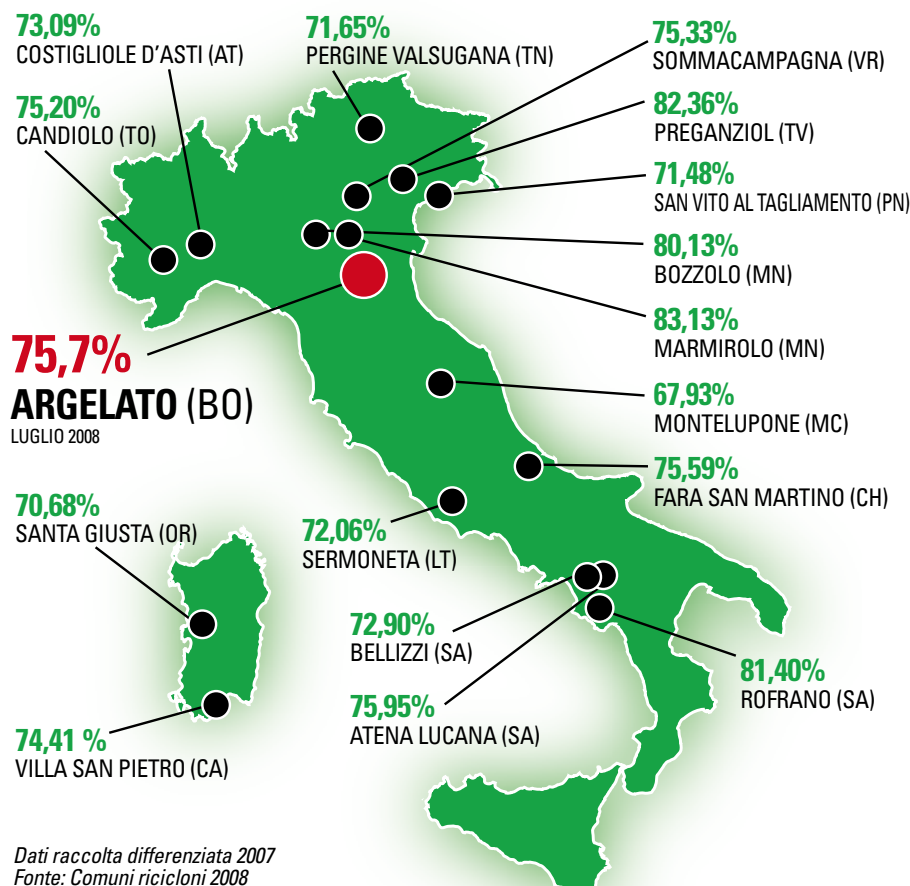 73,09%
COSTIGLIOLE D'ASTI (AT)
75,20%
CANDIOLO (TO)
71,65%
PERGINE VALSUGANA (TN)
75,33%
SOMMACAMPAGNA (VR)
82,36%
PREGANZIOL (TV)
71,48%
SAN VITO AL TAGLIAMENTO (PN)
80,13%
BOZZOLO (MN)
83,13%
MARMIROLO (MN)
67,93%
MONTELUPONE (MC)
75,59%
FARA SAN MARTINO (CH)
75,7%
ARGELATO (BO)
LUGLIO 2008
70,68%
SANTA GIUSTA (OR)
72,06%
SERMONETA (LT)
72,90%
BELLIZZI (SA)
75,95%
ATENA LUCANA (SA)
81,40%
ROFRANO (SA)
74,41 %
VILLA SAN PIETRO (CA)
Dati raccolta differenziata 2007
Fonte: Comuni ricicloni 2008